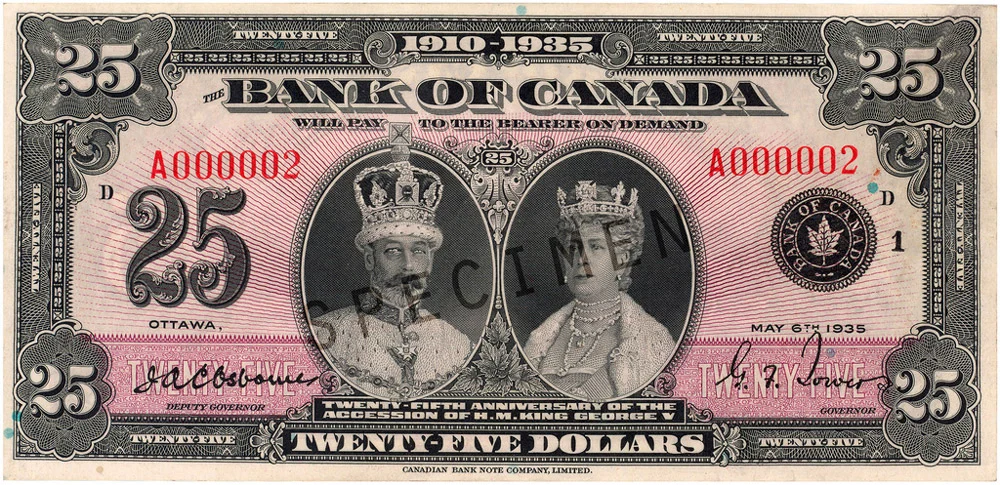 25 TWENTY-FIVE 1910-1935 TWENTY-FIVE 25
THE BANK OF CANADA
WILL PAY TO THE BEARER ON DEMAND
A000002 25 A000002
D 25 D
BANK OF CANADA
1
SPECIMEN
OTTAWA, MAY 6TH 1935
TWENTY-FIVE TWENTY-FIVE
DEPUTY GOVERNOR GOVERNOR
25 25
TWENTY-FIFTH ANNIVERSARY OF THE
ACCESSION OF H.M. KING GEORGE V
TWENTY-FIVE TWENTY-FIVE DOLLARS TWENTY-FIVE
CANADIAN BANK NOTE COMPANY, LIMITED.
TWENTY-FIVE
TWENTY-FIVE